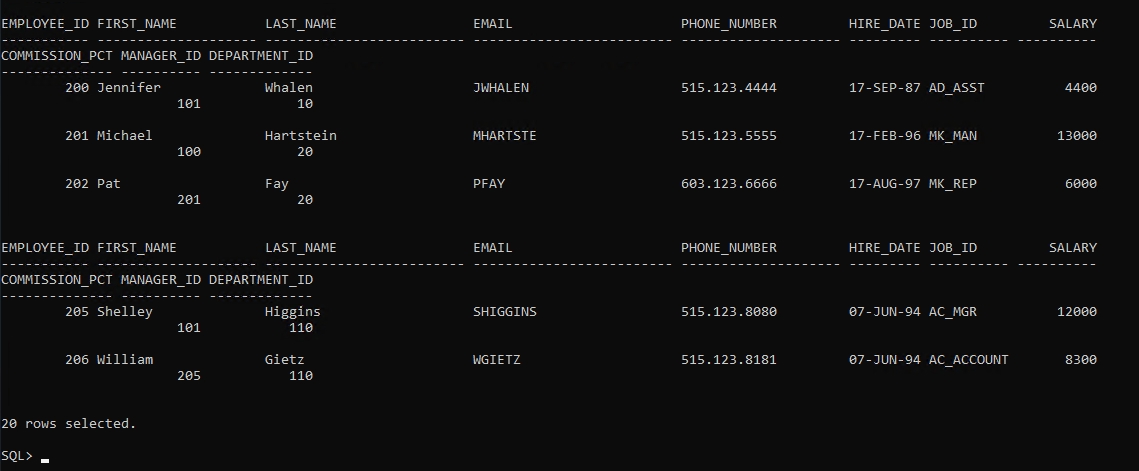 EMPLOYEE_ID FIRST_NAME           LAST_NAME                 EMAIL                     PHONE_NUMBER         HIRE_DATE JOB_ID         SALARY
----------- -------------------- ------------------------- ------------------------- -------------------- --------- ---------- ----------
COMMISSION_PCT MANAGER_ID DEPARTMENT_ID
-------------- ---------- -------------
        200 Jennifer             Whalen                    JWHALEN                   515.123.4444         17-SEP-87 AD_ASST          4400
                      101            10
        201 Michael              Hartstein                 MHARTSTE                  515.123.5555         17-FEB-96 MK_MAN          13000
                      100            20
        202 Pat                  Fay                       PFAY                      603.123.6666         17-AUG-97 MK_REP           6000
                      201            20
EMPLOYEE_ID FIRST_NAME           LAST_NAME                 EMAIL                     PHONE_NUMBER         HIRE_DATE JOB_ID         SALARY
----------- -------------------- ------------------------- ------------------------- -------------------- --------- ---------- ----------
COMMISSION_PCT MANAGER_ID DEPARTMENT_ID
-------------- ---------- -------------
        205 Shelley              Higgins                   SHIGGINS                  515.123.8080         07-JUN-94 AC_MGR          12000
                      101           110
        206 William              Gietz                     WGIETZ                    515.123.8181         07-JUN-94 AC_ACCOUNT       8300
                      205           110
20 rows selected.
SQL>